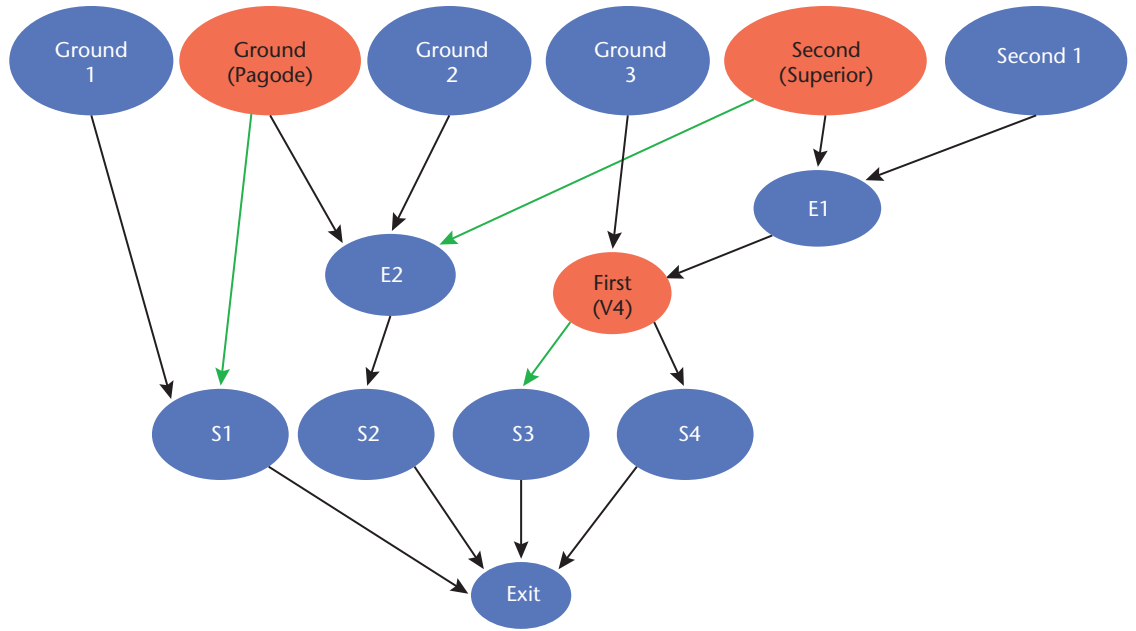 Ground
1
Ground
(Pagode)
Ground
2
Ground
3
Second
(Superior)
Second 1
E1
E2
First
(V4)
S1
S2
S3
S4
Exit